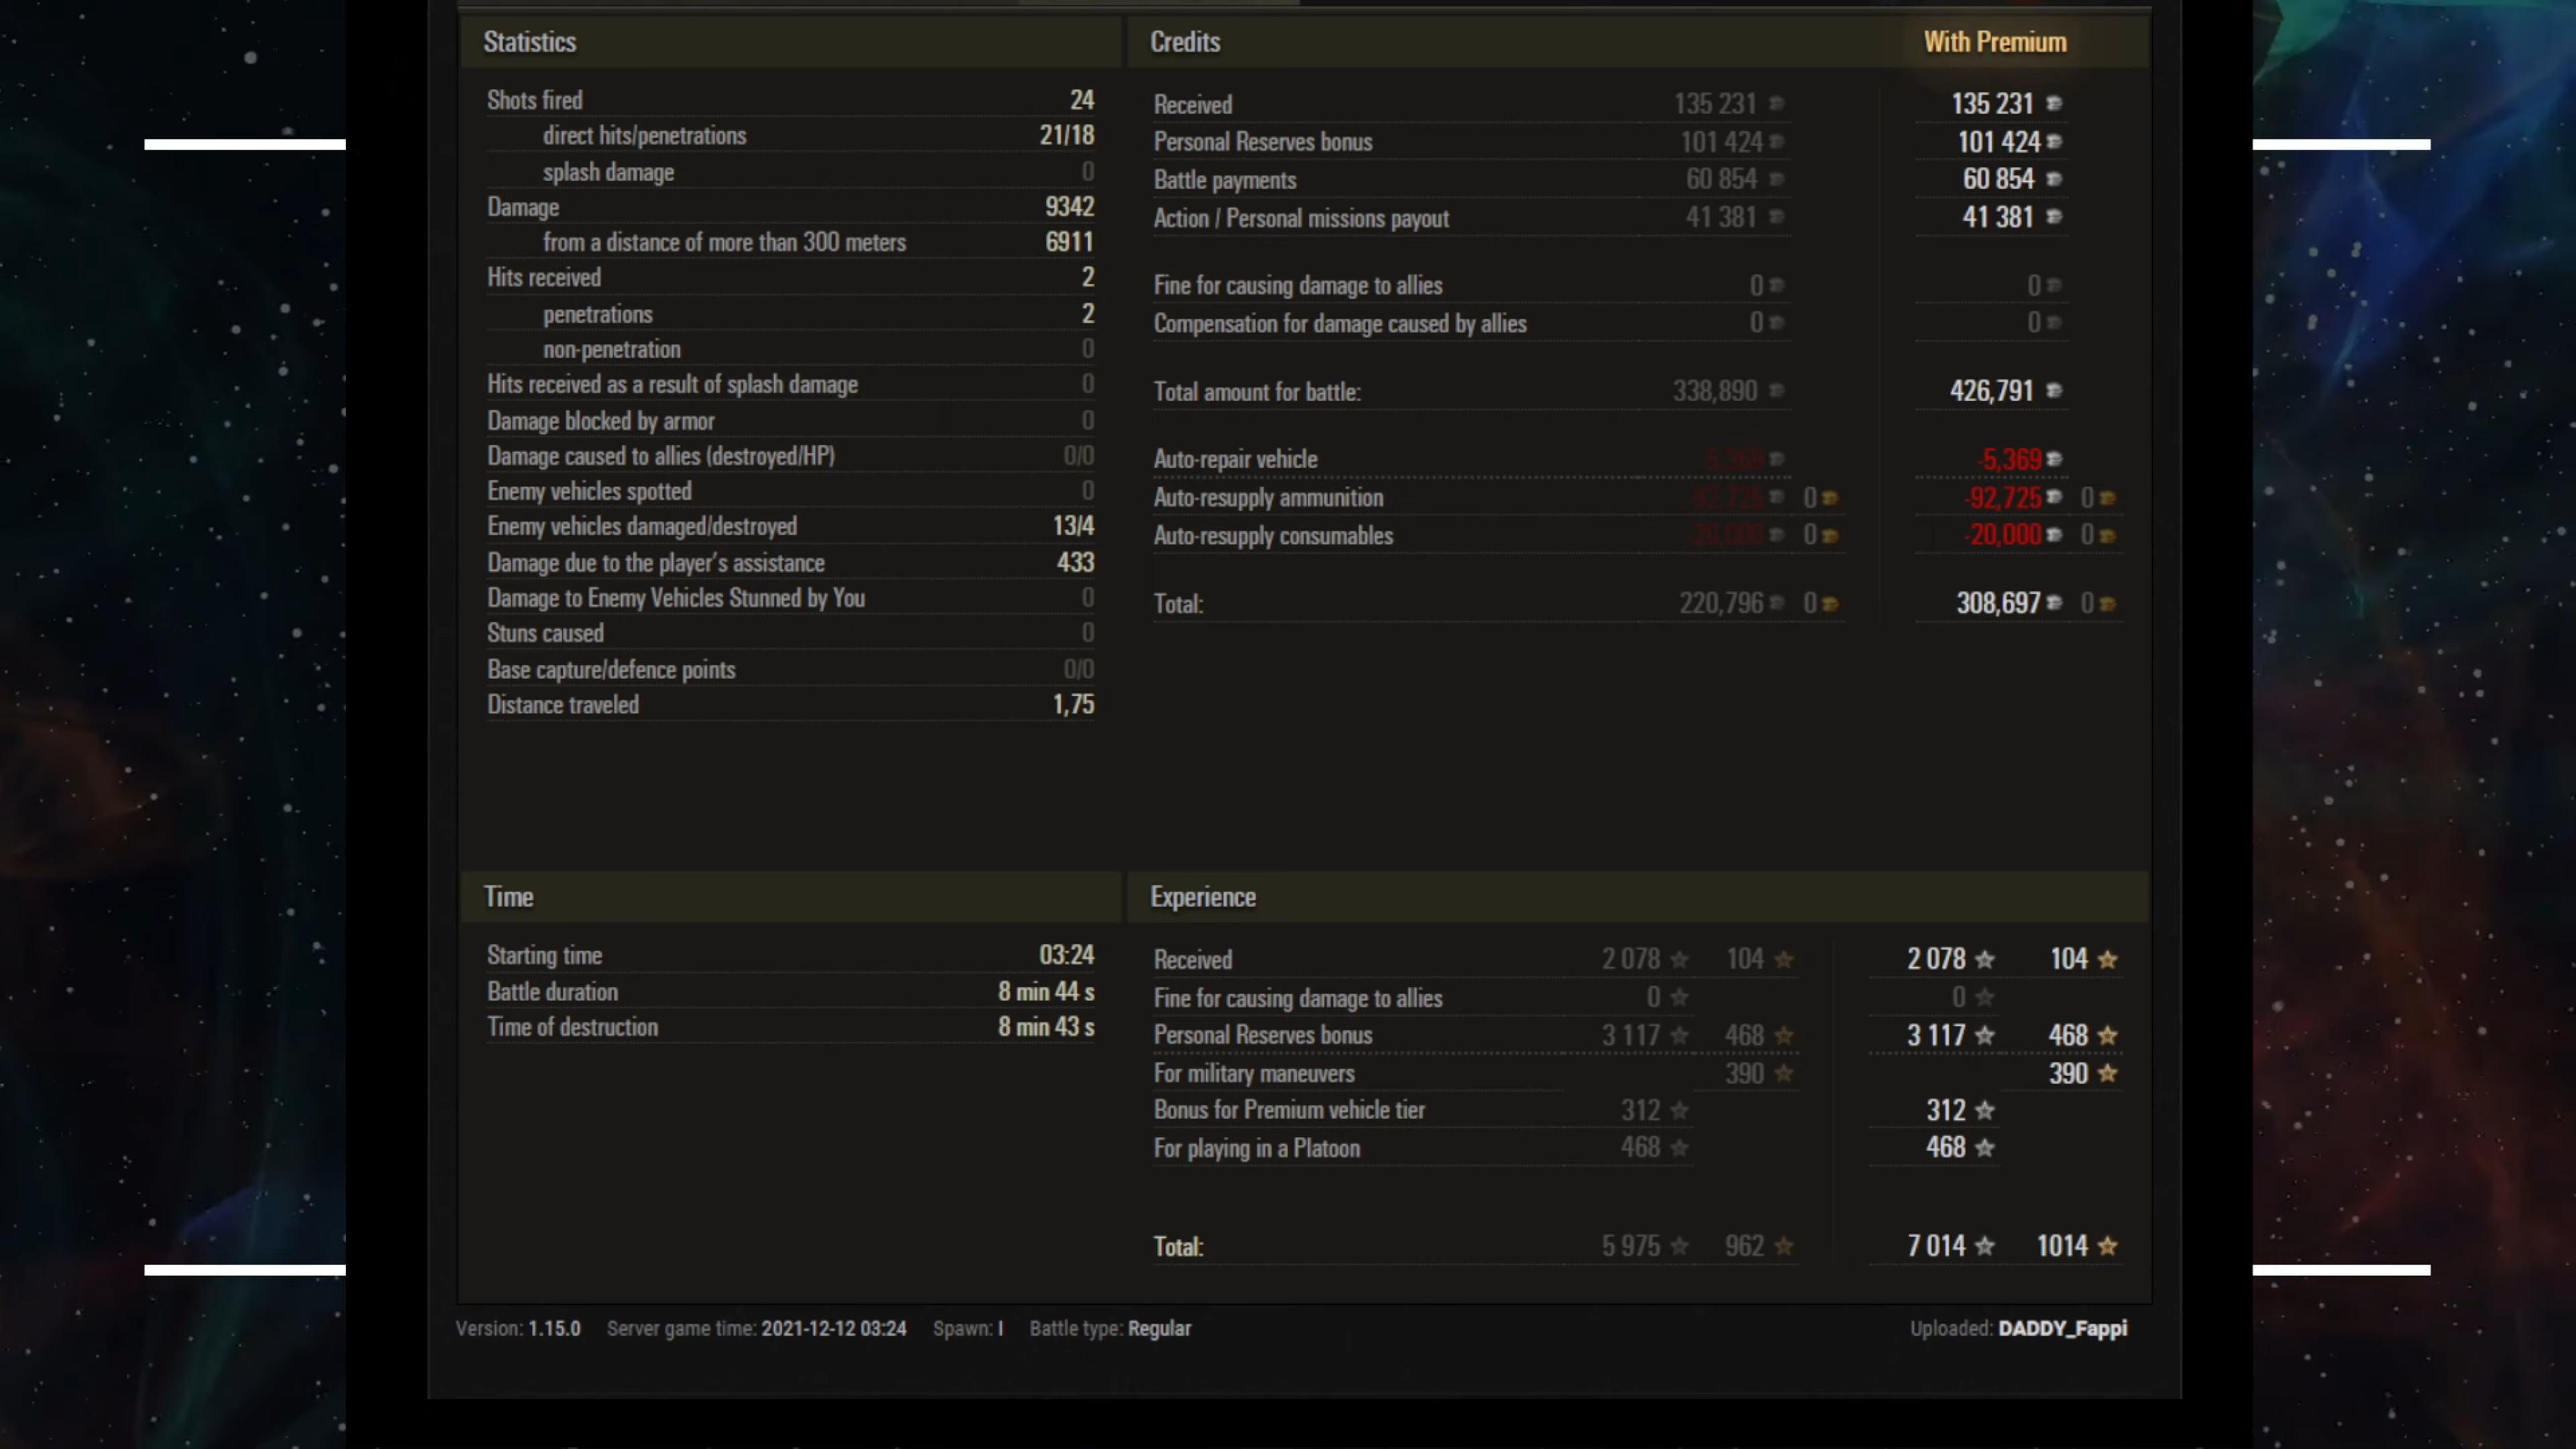 Statistics
Shots fired 24
direct hits/penetrations 21/18
splash damage 0
Damage 9342
from a distance of more than 300 meters 6911
Hits received 2
penetrations 2
non-penetration 0
Hits received as a result of splash damage 0
Damage blocked by armor 0
Damage caused to allies (destroyed/HP) 0/0
Enemy vehicles spotted 0
Enemy vehicles damaged/destroyed 13/4
Damage due to the player's assistance 433
Damage to Enemy Vehicles Stunned by You 0
Stuns caused 0
Base capture/defence points 0/0
Distance traveled 1,75
Credits With Premium
Received 135 231 135 231
Personal Reserves bonus 101 424 101 424
Battle payments 60 854 60 854
Action / Personal missions payout 41 381 41 381
Fine for causing damage to allies 0 0
Compensation for damage caused by allies 0 0
Total amount for battle: 338,890 426,791
Auto-repair vehicle -5,369 -5,369
Auto-resupply ammunition -92,725 0 -92,725 0
Auto-resupply consumables -20,000 0 -20,000 0
Total: 220,796 0 308,697 0
Time
Starting time 03:24
Battle duration 8 min 44 s
Time of destruction 8 min 43 s
Experience
Received 2 078 104 2 078 104
Fine for causing damage to allies 0 0
Personal Reserves bonus 3 117 468 3 117 468
For military maneuvers 390 390
Bonus for Premium vehicle tier 312 312
For playing in a Platoon 468 468
Total: 5 975 962 7 014 1014
Version: 1.15.0 Server game time: 2021-12-12 03:24 Spawn: I Battle type: Regular Uploaded: DADDY_Fappi